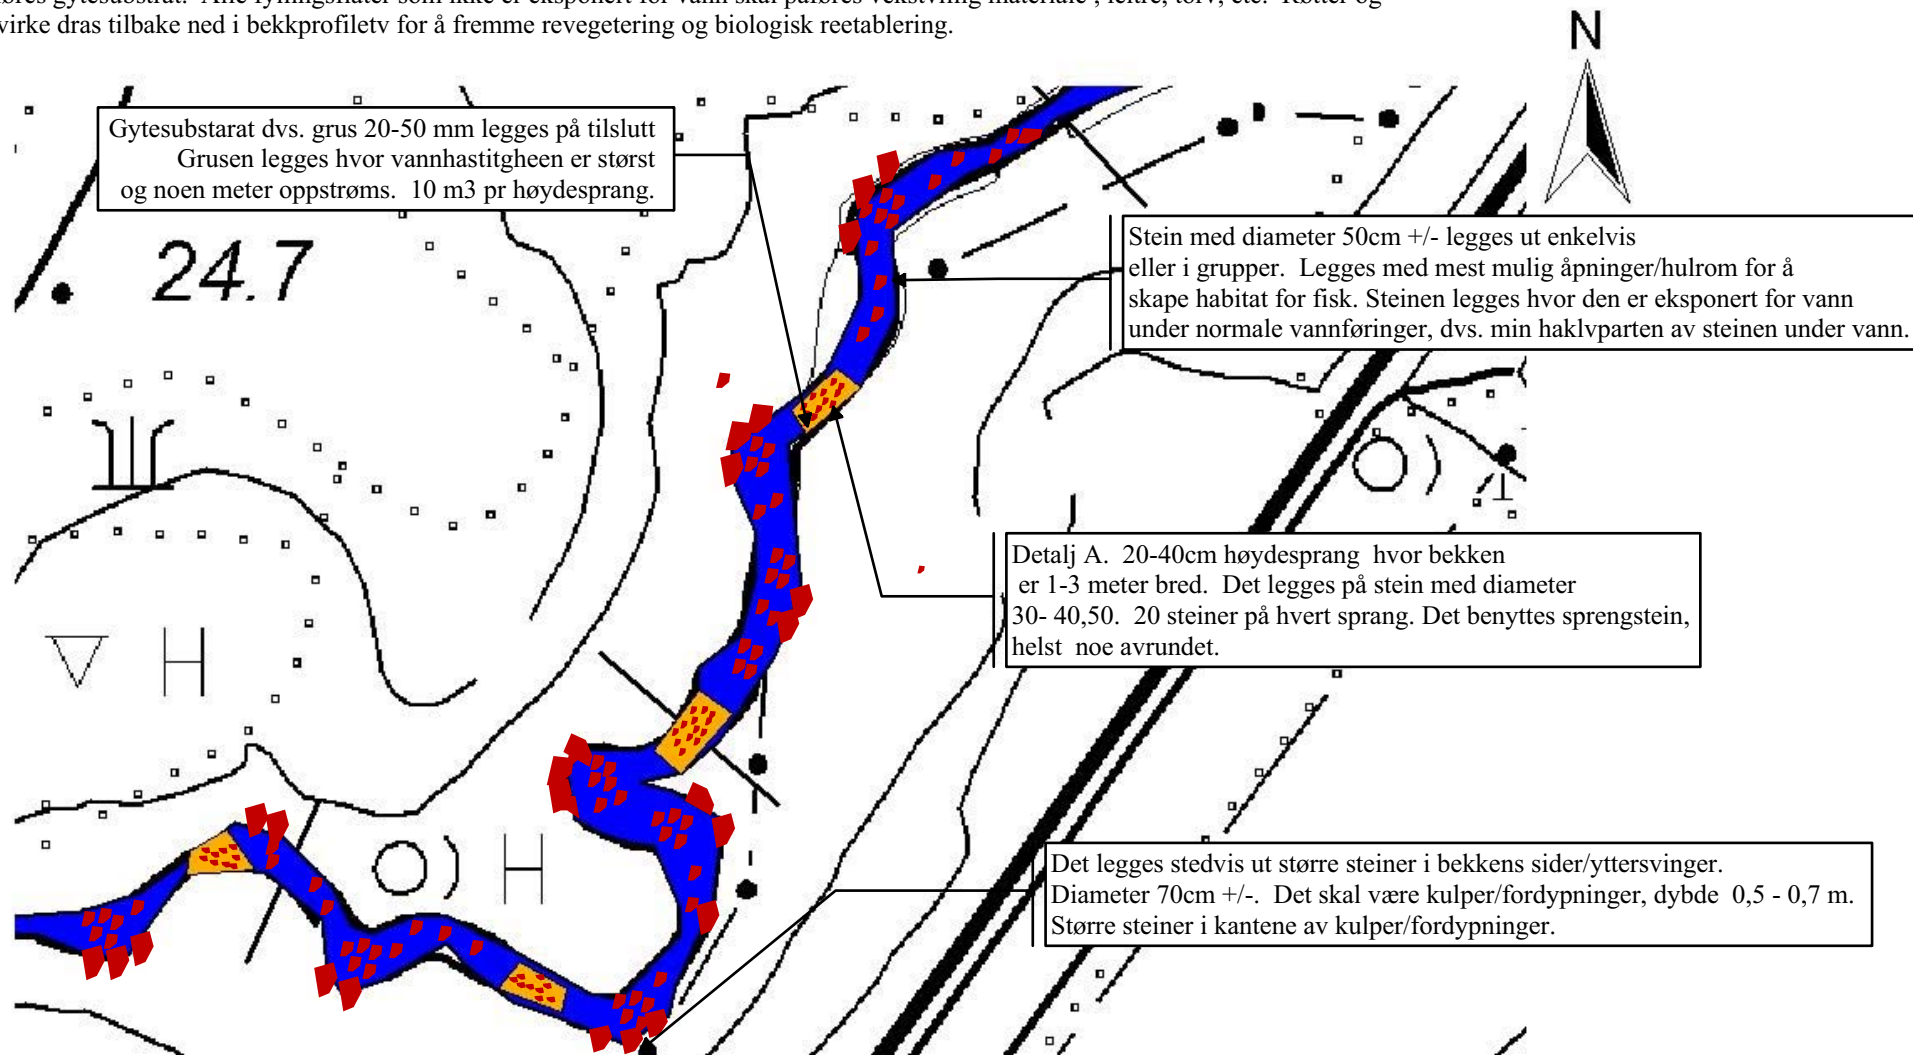 virke dras tilbake ned i bekkprofiletv for å fremme revegetering og biologisk reetablering.
N
Gytesubstarat dvs. grus 20-50 mm legges på tilslutt
Grusen legges hvor vannhastitgheen er størst
og noen meter oppstrøms. 10 m3 pr høydesprang.
24.7
Stein med diameter 50cm +/- legges ut enkelvis
eller i grupper. Legges med mest mulig åpninger/hulrom for å
skape habitat for fisk. Steinen legges hvor den er eksponert for vann
under normale vannføringer, dvs. min haklvparten av steinen under vann.
Detalj A. 20-40cm høydesprang hvor bekken
er 1-3 meter bred. Det legges på stein med diameter
30- 40,50. 20 steiner på hvert sprang. Det benyttes sprengstein,
helst noe avrundet.
H
H
Det legges stedvis ut større steiner i bekkens sider/yttersvinger.
Diameter 70cm +/-. Det skal være kulper/fordypninger, dybde 0,5 - 0,7 m.
Større steiner i kantene av kulper/fordypninger.